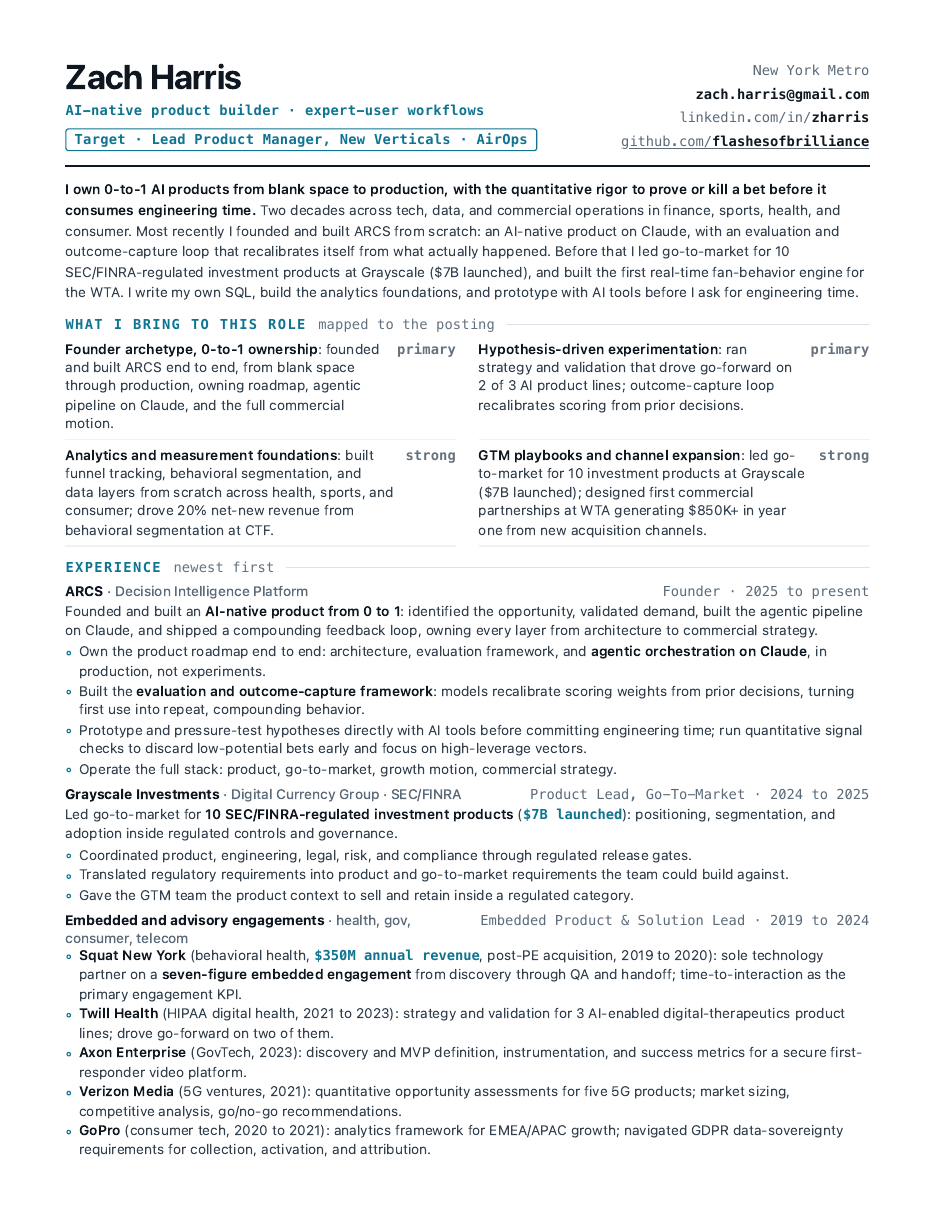 Zach Harris
AI-native product builder · expert-user workflows
Target · Lead Product Manager, New Verticals · AirOps
New York Metro
zach.harris@gmail.com
linkedin.com/in/zharris
github.com/flashesofbrilliance
I own 0-to-1 AI products from blank space to production, with the quantitative rigor to prove or kill a bet before it
consumes engineering time. Two decades across tech, data, and commercial operations in finance, sports, health, and
consumer. Most recently I founded and built ARCS from scratch: an AI-native product on Claude, with an evaluation and
outcome-capture loop that recalibrates itself from what actually happened. Before that I led go-to-market for 10
SEC/FINRA-regulated investment products at Grayscale ($7B launched), and built the first real-time fan-behavior engine for
the WTA. I write my own SQL, build the analytics foundations, and prototype with AI tools before I ask for engineering time.
WHAT I BRING TO THIS ROLE mapped to the posting
Founder archetype, 0-to-1 ownership: founded primary
and built ARCS end to end, from blank space
through production, owning roadmap, agentic
pipeline on Claude, and the full commercial
motion.
Hypothesis-driven experimentation: ran primary
strategy and validation that drove go-forward on
2 of 3 AI product lines; outcome-capture loop
recalibrates scoring from prior decisions.
Analytics and measurement foundations: built strong
funnel tracking, behavioral segmentation, and
data layers from scratch across health, sports, and
consumer; drove 20% net-new revenue from
behavioral segmentation at CTF.
GTM playbooks and channel expansion: led go- strong
to-market for 10 investment products at Grayscale
($7B launched); designed first commercial
partnerships at WTA generating $850K+ in year
one from new acquisition channels.
EXPERIENCE newest first
ARCS · Decision Intelligence Platform Founder · 2025 to present
Founded and built an AI-native product from 0 to 1: identified the opportunity, validated demand, built the agentic pipeline
on Claude, and shipped a compounding feedback loop, owning every layer from architecture to commercial strategy.
Own the product roadmap end to end: architecture, evaluation framework, and agentic orchestration on Claude, in
production, not experiments.
Built the evaluation and outcome-capture framework: models recalibrate scoring weights from prior decisions, turning
first use into repeat, compounding behavior.
Prototype and pressure-test hypotheses directly with AI tools before committing engineering time; run quantitative signal
checks to discard low-potential bets early and focus on high-leverage vectors.
Operate the full stack: product, go-to-market, growth motion, commercial strategy.
Grayscale Investments · Digital Currency Group · SEC/FINRA Product Lead, Go-To-Market · 2024 to 2025
Led go-to-market for 10 SEC/FINRA-regulated investment products ($7B launched): positioning, segmentation, and
adoption inside regulated controls and governance.
Coordinated product, engineering, legal, risk, and compliance through regulated release gates.
Translated regulatory requirements into product and go-to-market requirements the team could build against.
Gave the GTM team the product context to sell and retain inside a regulated category.
Embedded and advisory engagements · health, gov, Embedded Product & Solution Lead · 2019 to 2024
consumer, telecom
Squat New York (behavioral health, $350M annual revenue, post-PE acquisition, 2019 to 2020): sole technology
partner on a seven-figure embedded engagement from discovery through QA and handoff; time-to-interaction as the
primary engagement KPI.
Twill Health (HIPAA digital health, 2021 to 2023): strategy and validation for 3 AI-enabled digital-therapeutics product
lines; drove go-forward on two of them.
Axon Enterprise (GovTech, 2023): discovery and MVP definition, instrumentation, and success metrics for a secure first-
responder video platform.
Verizon Media (5G ventures, 2021): quantitative opportunity assessments for five 5G products; market sizing,
competitive analysis, go/no-go recommendations.
GoPro (consumer tech, 2020 to 2021): analytics framework for EMEA/APAC growth; navigated GDPR data-sovereignty
requirements for collection, activation, and attribution.